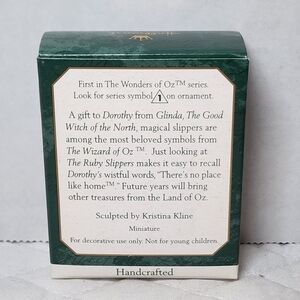 First in The Wonders of Oz™ series.
Look for series symbol 1 on ornament.
A gift to Dorothy from Glinda, The Good
Witch of the North, magical slippers are
among the most beloved symbols from
The Wizard of Oz™. Just looking at
The Ruby Slippers makes it easy to recall
Dorothy's wistful words, "There's no place
like home™." Future years will bring
other treasures from the Land of Oz.
Sculpted by Kristina Kline
Miniature
For decorative use only. Not for young children.
Handcrafted